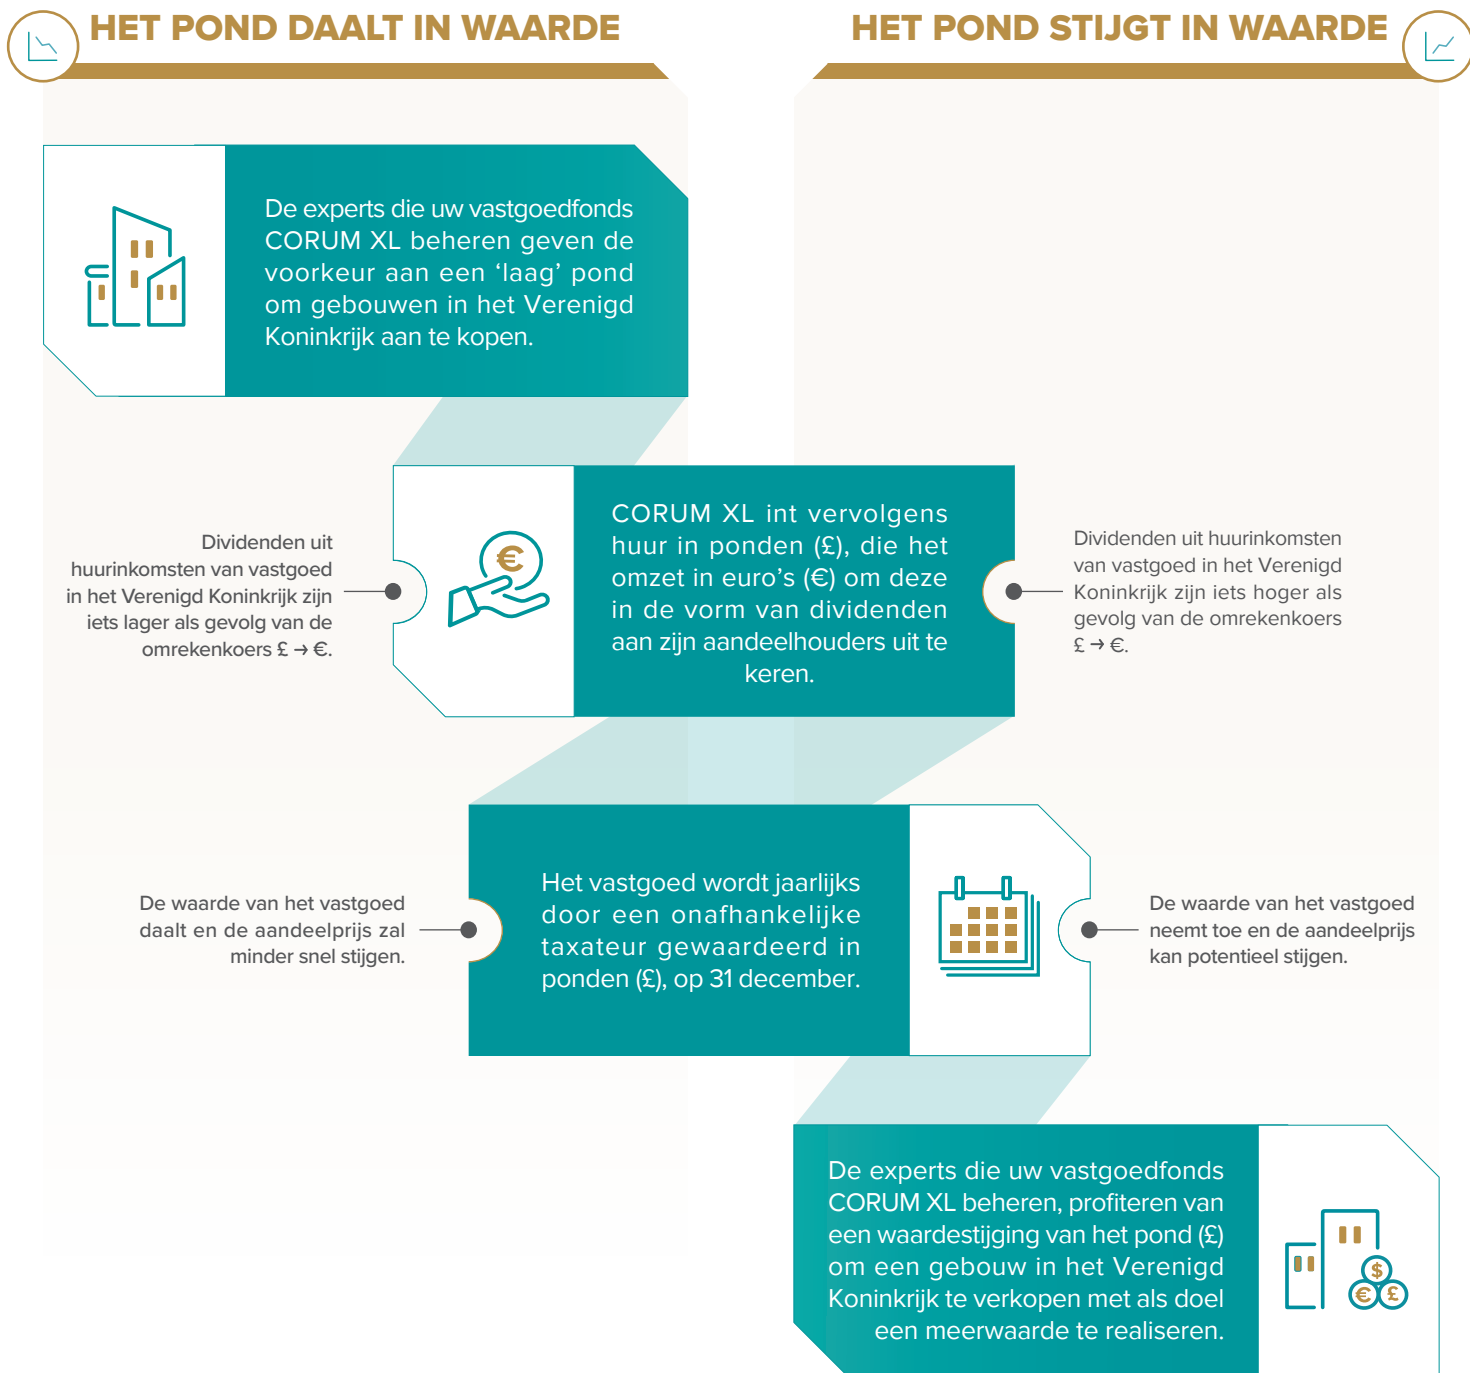 HET POND DAALT IN WAARDE
HET POND STIJGT IN WAARDE
De experts die uw vastgoedfonds
CORUM XL beheren geven de
voorkeur aan een ‘laag’ pond
om gebouwen in het Verenigd
Koninkrijk aan te kopen.
Dividenden uit
huurinkomsten van vastgoed
in het Verenigd Koninkrijk zijn
iets lager als gevolg van de
omrekenkoers £ → €.
€
CORUM XL int vervolgens
huur in ponden (£), die het
omzet in euro’s (€) om deze
in de vorm van dividenden
aan zijn aandeelhouders uit te
keren.
Dividenden uit huurinkomsten
van vastgoed in het Verenigd
Koninkrijk zijn iets hoger als
gevolg van de omrekenkoers
£ → €.
De waarde van het vastgoed
daalt en de aandeelprijs zal
minder snel stijgen.
Het vastgoed wordt jaarlijks
door een onafhankelijke
taxateur gewaardeerd in
ponden (£), op 31 december.
De waarde van het vastgoed
neemt toe en de aandeelprijs
kan potentieel stijgen.
De experts die uw vastgoedfonds
CORUM XL beheren, profiteren van
een waardestijging van het pond (£)
om een gebouw in het Verenigd
Koninkrijk te verkopen met als doel
een meerwaarde te realiseren.
$
€ £